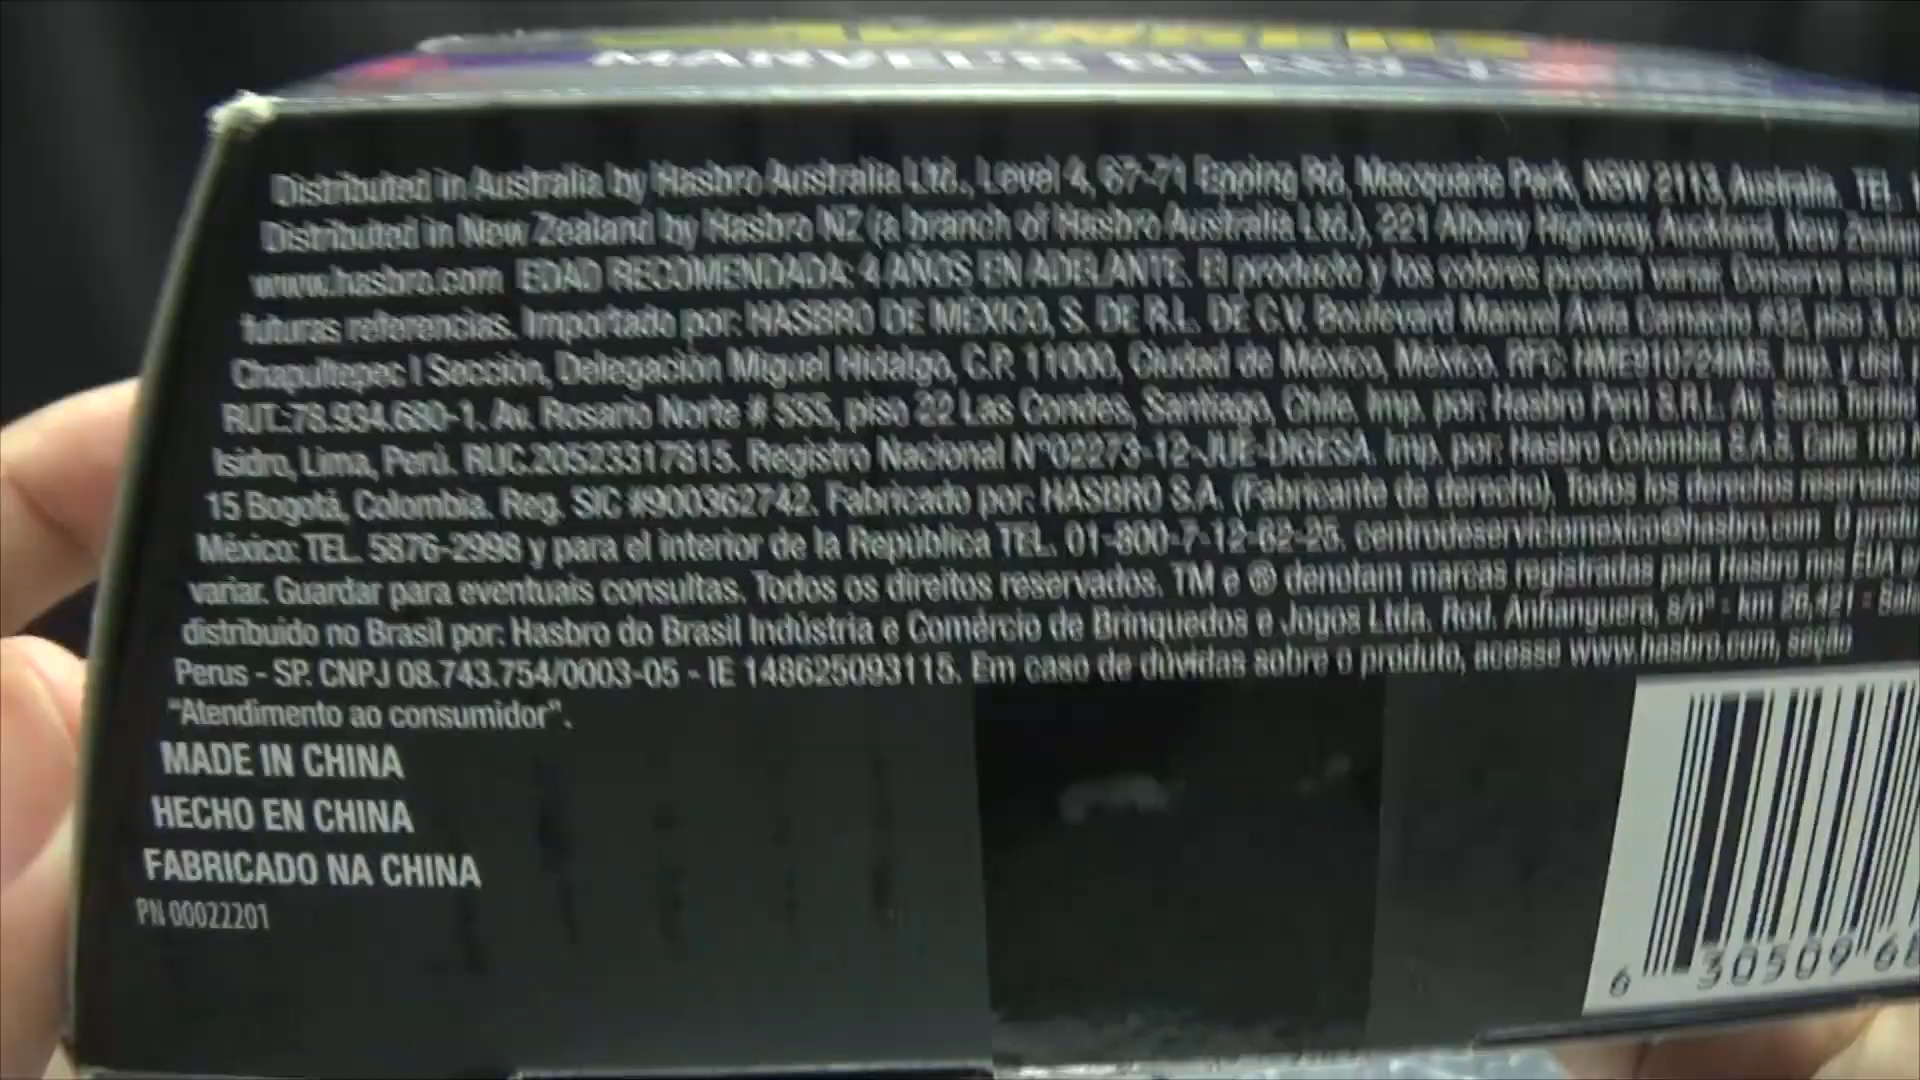 MARVEL'S BLACK
Distributed in Australia by Hasbro Australia Ltd., Level 4, 67-71 Epping Rd, Macquarie Park, NSW 2113, Australia. TEL.
Distributed in New Zealand by Hasbro NZ (a branch of Hasbro Australia Ltd.), 221 Albany Highway, Auckland, New
www.hasbro.com EDAD RECOMENDADA: 4 AÑOS EN ADELANTE. El producto y los colores pueden variar. Conserve esta
futuras referencias. Importado por: HASBRO DE MÉXICO, S. DE R.L. DE C.V. Boulevard Manuel Avila Camacho #32, piso 3,
Chapultepec I Sección, Delegación Miguel Hidalgo, C.P. 11000, Ciudad de México, México. RFC: HME910724IM5. Imp. y dist.
RUT.:78.934.680-1. Av. Rosario Norte # 555, piso 22 Las Condes, Santiago, Chile. Imp. por: Hasbro Perú S.R.L. Av. Santo
Isidro, Lima, Perú. RUC.20523317815. Registro Nacional N°02273-12-JUE-DIGESA. Imp. por: Hasbro Colombia S.A.S. Calle 100
15 Bogotá, Colombia. Reg. SIC #900362742. Fabricado por: HASBRO S.A. (Fabricante de derecho). Todos los derechos reservados
México: TEL. 5876-2998 y para el interior de la República TEL. 01-800-7-12-62-25. centrodeserviciomexico@hasbro.com O
variar. Guardar para eventuais consultas. Todos os direitos reservados. TM e ® denotam marcas registradas pela Hasbro nos EUA
distribuido no Brasil por: Hasbro do Brasil Indústria e Comércio de Brinquedos e Jogos Ltda. Rod. Anhanguera, s/nº - km 26,421 -
Perus - SP. CNPJ 08.743.754/0003-05 - IE 148625093115. Em caso de dúvidas sobre o produto, acesse www.hasbro.com, seção
"Atendimento ao consumidor".
MADE IN CHINA
HECHO EN CHINA
FABRICADO NA CHINA
PN 00022201
6 30509 68